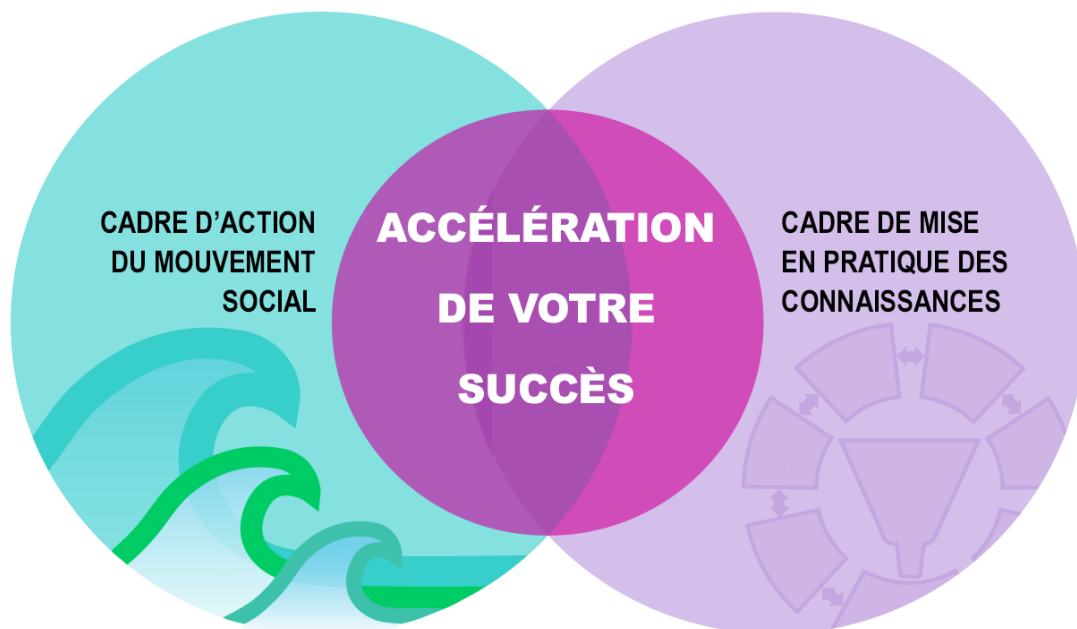 CADRE D’ACTION
DU MOUVEMENT
SOCIAL
ACCÉLÉRATION
DE VOTRE
SUCCÈS
CADRE DE MISE
EN PRATIQUE DES
CONNAISSANCES